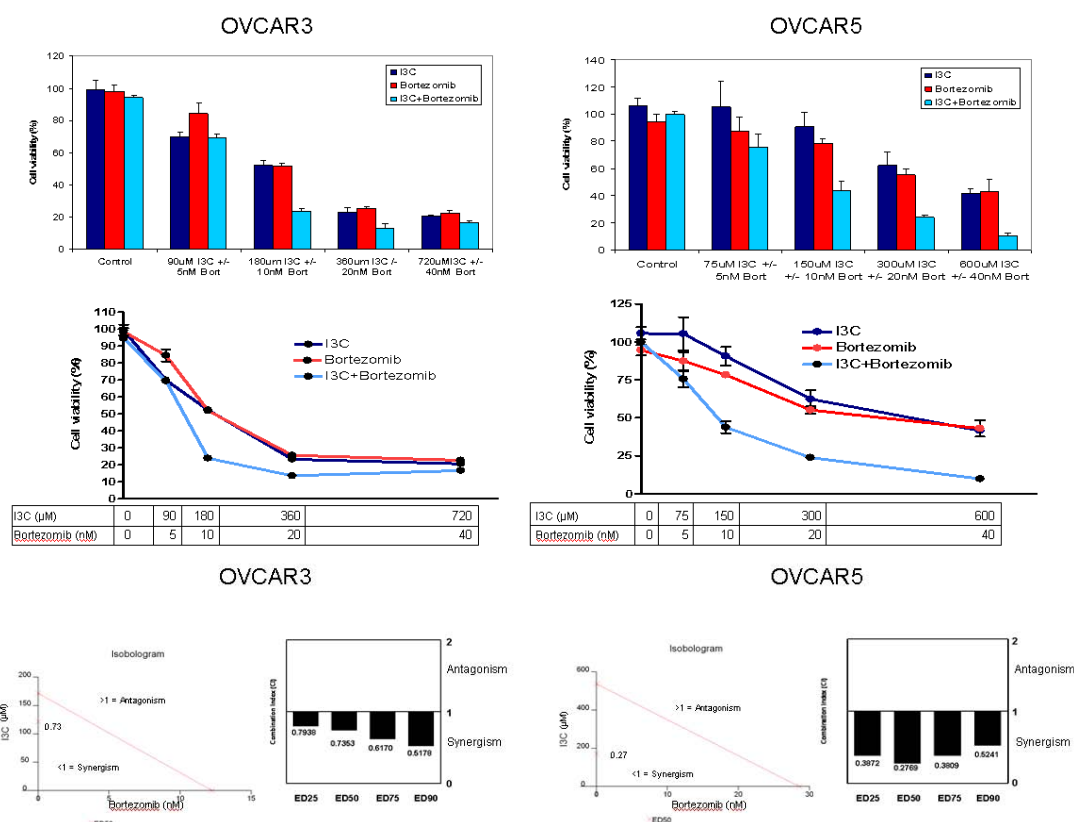 OVCAR3
OVCAR5
120
100
80
60
40
20
0
Cell viability (%)
I3C
Bortezomib
I3C+Bortezomib
Control
90uM I3C +/-
5nM Bort
180um I3C +/-
10nM Bort
360um I3C /-
20nM Bort
720uMI3C +/-
40nM Bort
140
120
100
80
60
40
20
0
Cell viability (%)
I3C
Bortezomib
I3C+Bortezomib
Control
75uM I3C +/-
5nM Bort
150uM I3C
+/- 10nM Bort
300uM I3C
+/- 20nM Bort
600uM I3C
+/- 40nM Bort
110
100
90
80
70
60
50
40
30
20
10
0
Cell viability (%)
I3C
Bortezomib
I3C+Bortezomib
I3C (µM) 0 90 180 360 720
Bortezomib (nM) 0 5 10 20 40
125
100
75
50
25
0
Cell viability (%)
I3C
Bortezomib
I3C+Bortezomib
I3C (µM) 0 75 150 300 600
Bortezomib (nM) 0 5 10 20 40
OVCAR3
OVCAR5
Isobologram
200
150
100
50
0
I3C (µM)
>1 = Antagonism
0.73
<1 = Synergism
0 5 10 15
Bortezomib (nM)
ED50
Combination Index (CI)
2
Antagonism
1
Synergism
0
0.7938
0.7353
0.6170
0.5178
ED25 ED50 ED75 ED90
Isobologram
600
400
200
0
I3C (µM)
>1 = Antagonism
0.27
<1 = Synergism
0 10 20 30
Bortezomib (nM)
ED50
Combination Index (CI)
2
Antagonism
1
Synergism
0
0.3872
0.2769
0.3809
0.5241
ED25 ED50 ED75 ED90